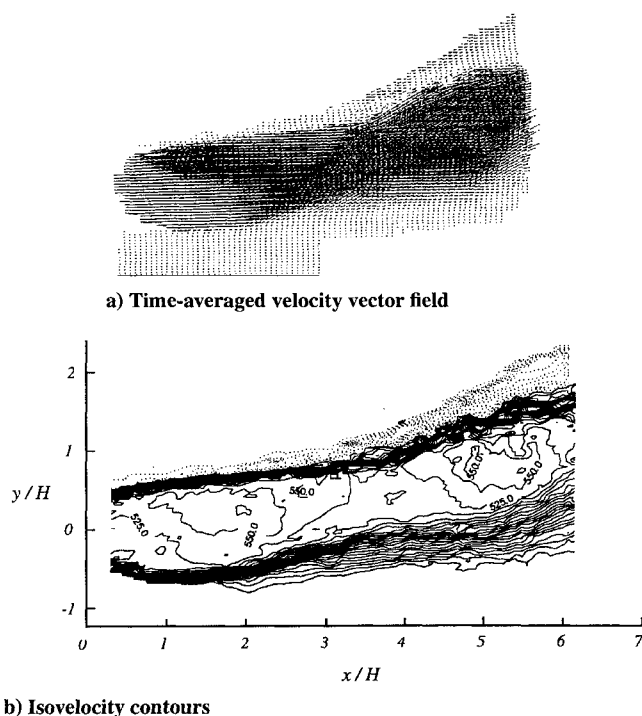 a) Time-averaged velocity vector field
2
1
y/H
0
-1
550.0
525.0
550.0
550.0
550.0
525.0
0 1 2 3 4 5 6 7
x/H
b) Isovelocity contours